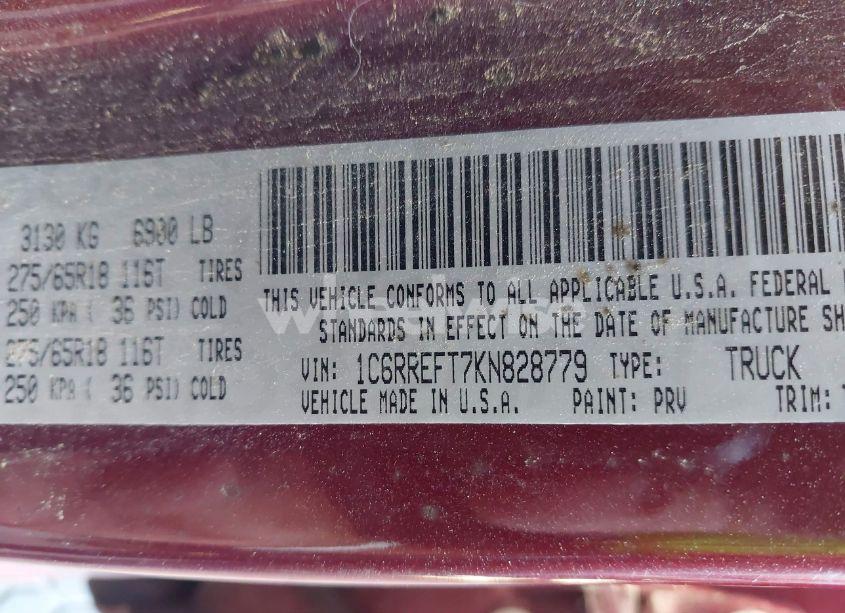 3130 KG 6900 LB
275/65R18 116T TIRES
250 KPA ( 36 PSI) COLD
275/65R18 116T TIRES
250 KPA ( 36 PSI) COLD
THIS VEHICLE CONFORMS TO ALL APPLICABLE U.S.A. FEDERAL
STANDARDS IN EFFECT ON THE DATE OF MANUFACTURE SH
VIN: 1C6RREFT7KN828779 TYPE: TRUCK
VEHICLE MADE IN U.S.A. PAINT: PRV TRIM: